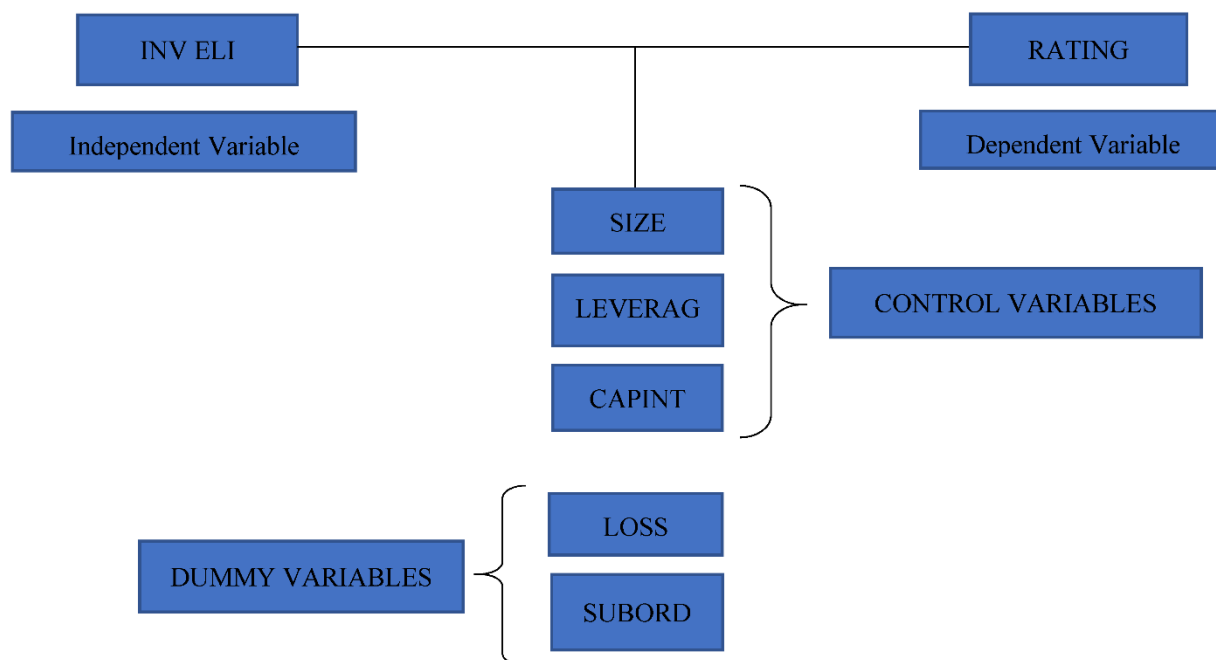 INV ELI
RATING
Independent Variable
Dependent Variable
SIZE
LEVERAG
CONTROL VARIABLES
CAPINT
LOSS
DUMMY VARIABLES
SUBORD